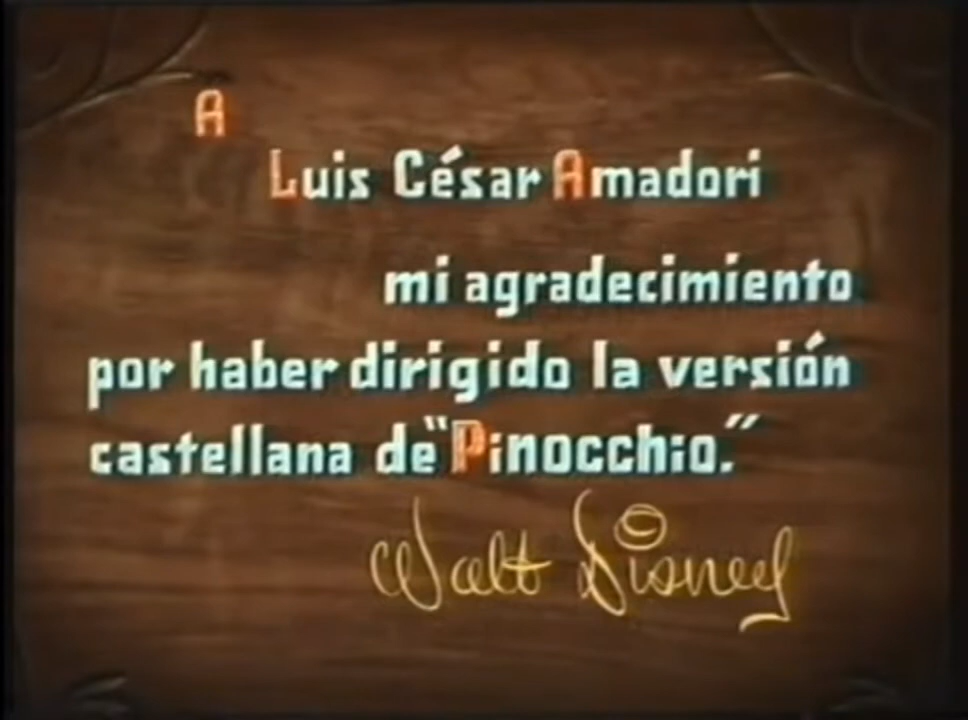 A
Luis César Amadori
mi agradecimiento
por haber dirigido la versión
castellana de "Pinocchio."
Walt Disney